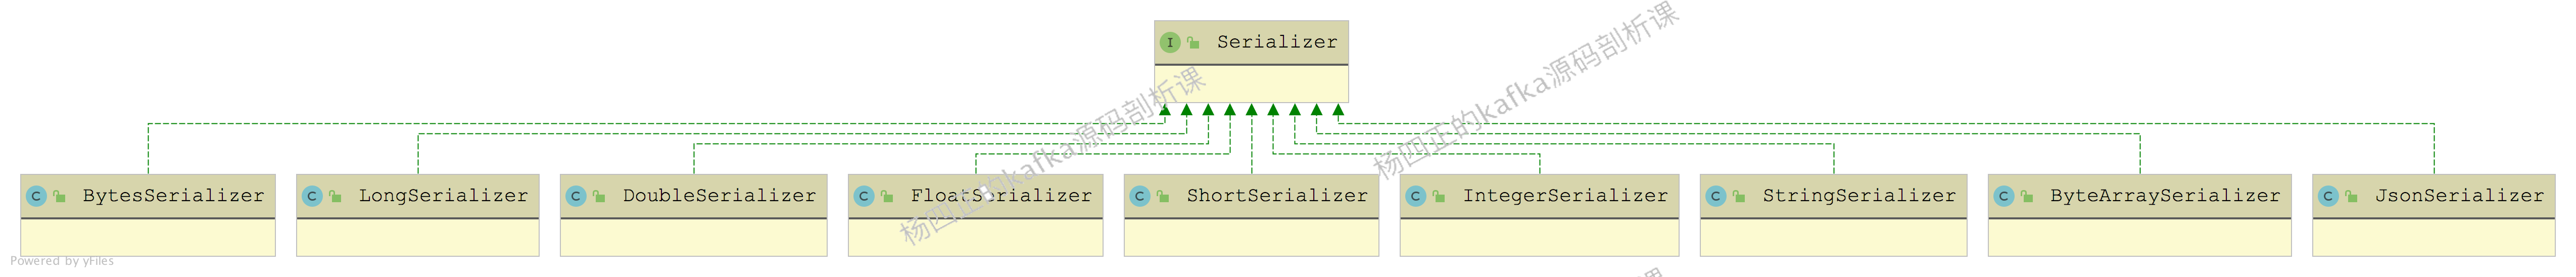 I Serializer
杨四正的kafka源码剖析课
杨四正的kafka源码剖析课
C BytesSerializer
C LongSerializer
C DoubleSerializer
C FloatSerializer
C ShortSerializer
C IntegerSerializer
C StringSerializer
C ByteArraySerializer
C JsonSerializer
Powered by yFiles